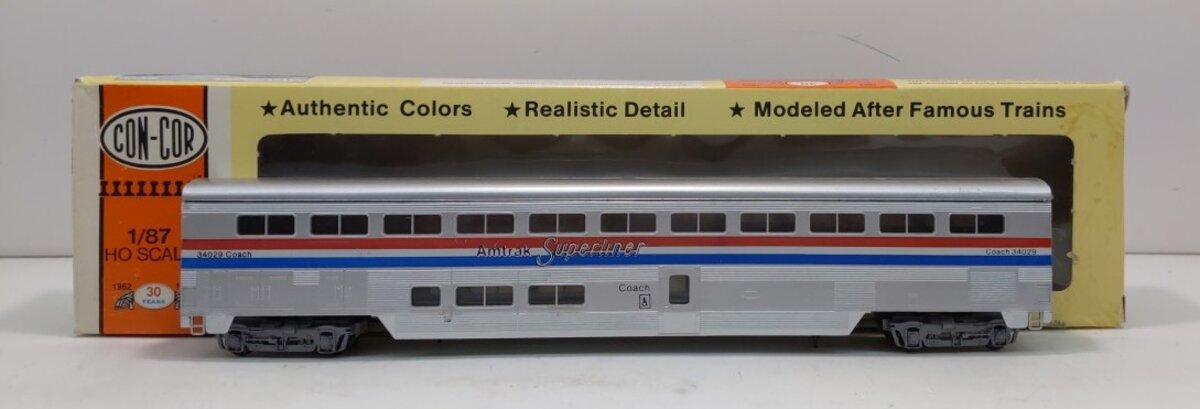 ★Authentic Colors ★Realistic Detail ★ Modeled After Famous Trains
CON-COR
1/87
HO SCAL
1962
30
YEARS
Amtrak Superliner
34029 Coach
Coach 34029
Coach